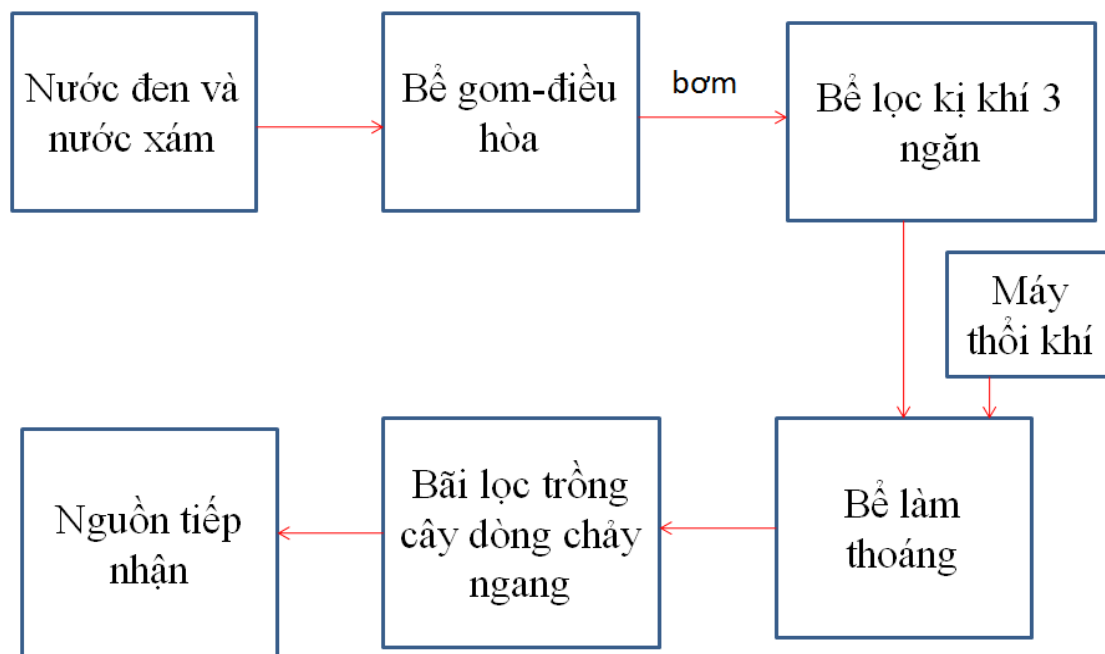 Nước đen và
nước xám
Bể gom-điều
hòa
bơm
Bể lọc kị khí 3
ngăn
Máy
thổi khí
Bể làm
thoáng
Bãi lọc trồng
cây dòng chảy
ngang
Nguồn tiếp
nhận